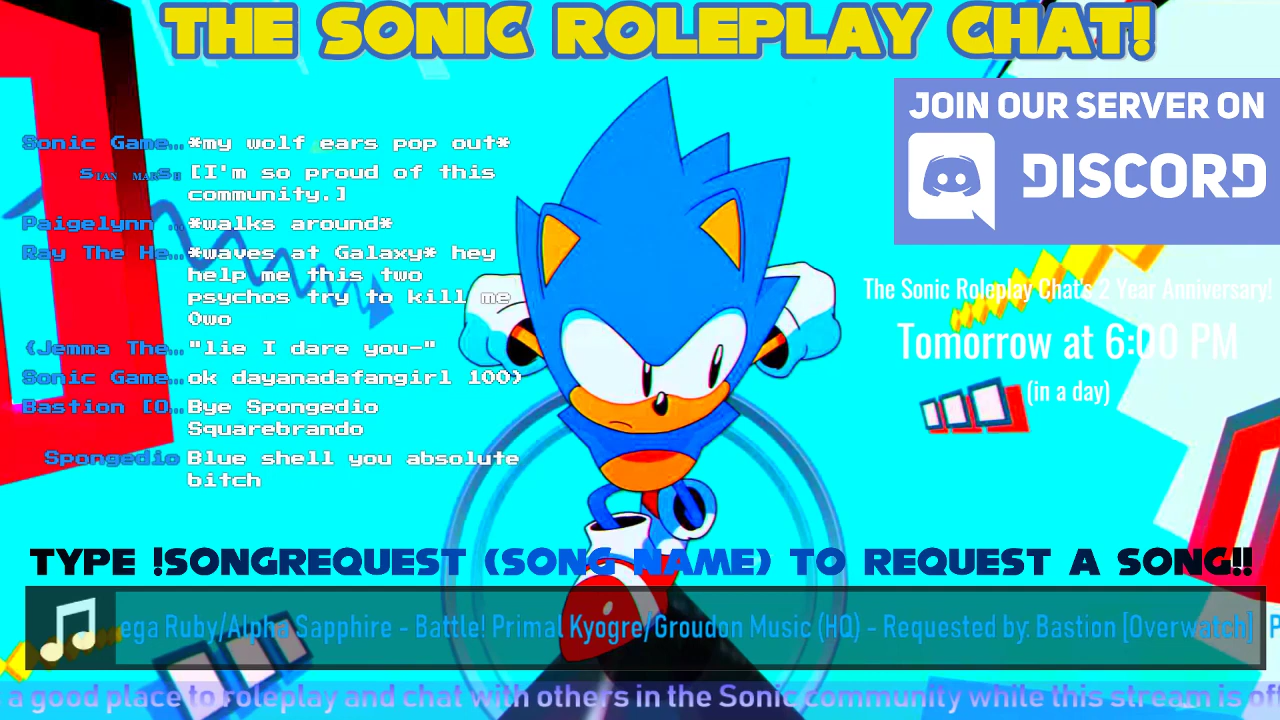 THE SONIC ROLEPLAY CHAT!
JOIN OUR SERVER ON
DISCORD
Sonic Game... *my wolf ears pop out*
SIAN MARSH [I'm so proud of this
community.]
Paigelynn ... *walks around*
Ray The He... *waves at Galaxy* hey
help me this two
psychos try to kill me
Owo
(Jemma The... "lie I dare you-"
Sonic Game... ok dayanadafangirl 100)
Bastion [O... Bye Spongedio
Squarebrando
Spongedio Blue shell you absolute
bitch
The Sonic Roleplay Chat's 2 Year Anniversary!
Tomorrow at 6:00 PM
(in a day)
TYPE !SONGREQUEST (SONG NAME) TO REQUEST A SONG!!
ega Ruby/Alpha Sapphire - Battle! Primal Kyogre/Groudon Music (HQ) - Requested by: Bastion [Overwatch] P
a good place to roleplay and chat with others in the Sonic community while this stream is off